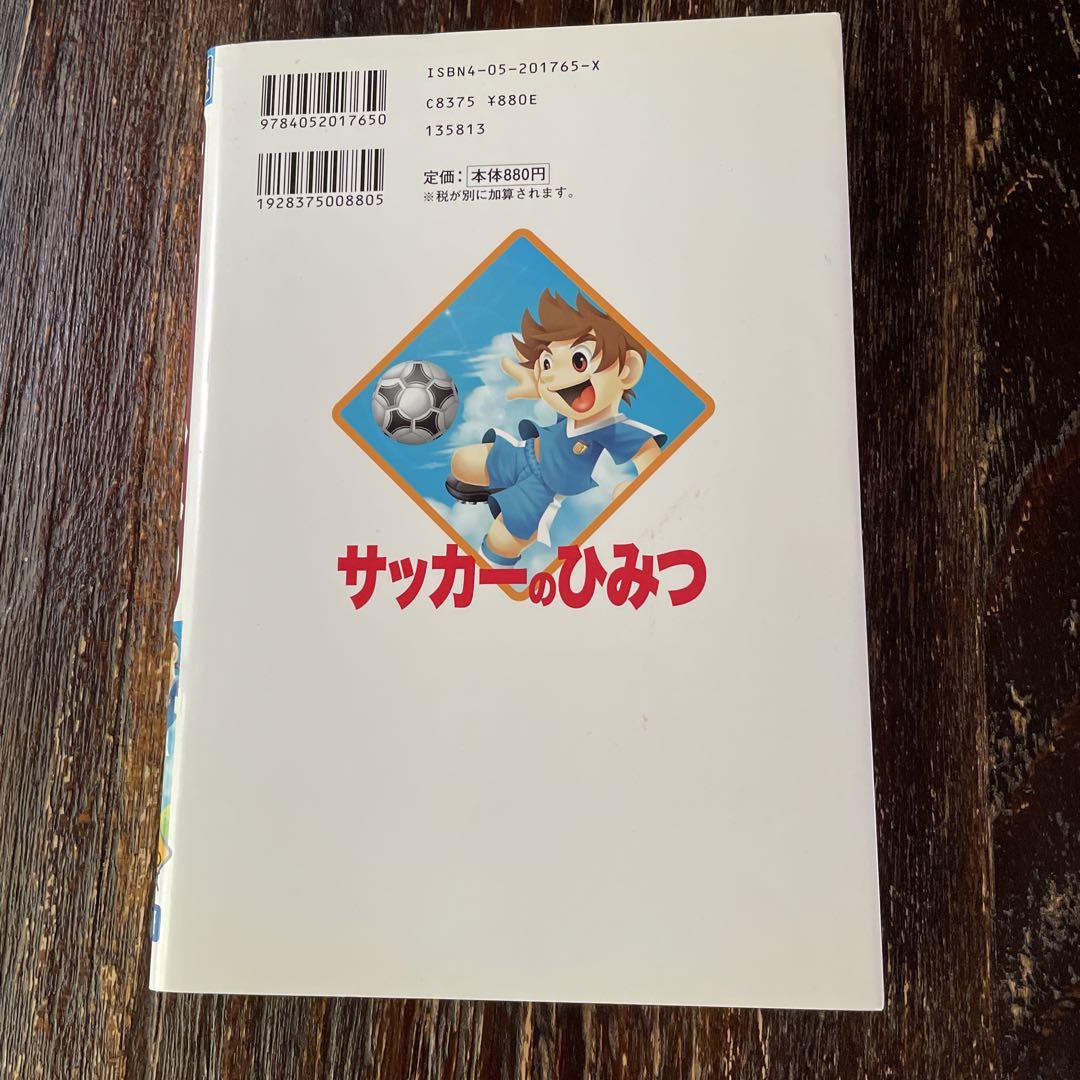 ISBN4-05-201765-X
C8375 ¥880E
135813
9784052017650
1928375008805
定価：本体880円
※税が別に加算されます。
サッカーのひみつ